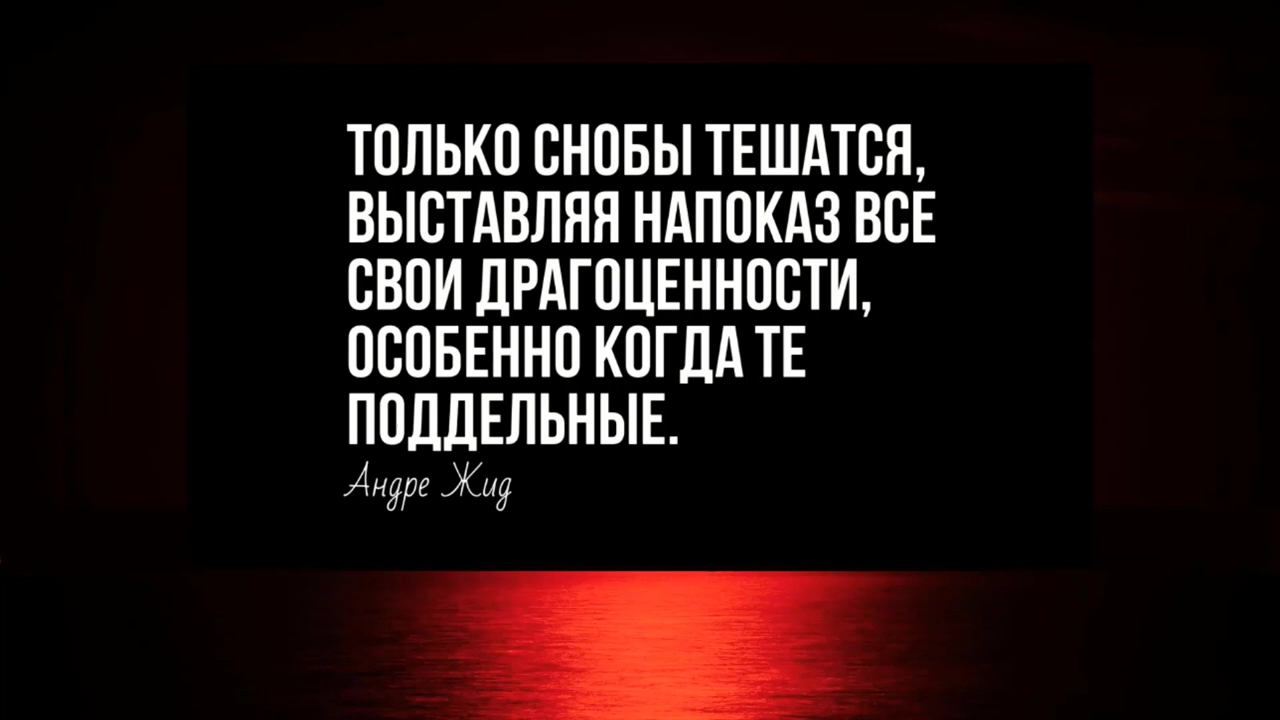 ТОЛЬКО СНОБЫ ТЕШАТСЯ,
ВЫСТАВЛЯЯ НАПОКАЗ ВСЕ
СВОИ ДРАГОЦЕННОСТИ,
ОСОБЕННО КОГДА ТЕ
ПОДДЕЛЬНЫЕ.
Андре Жид